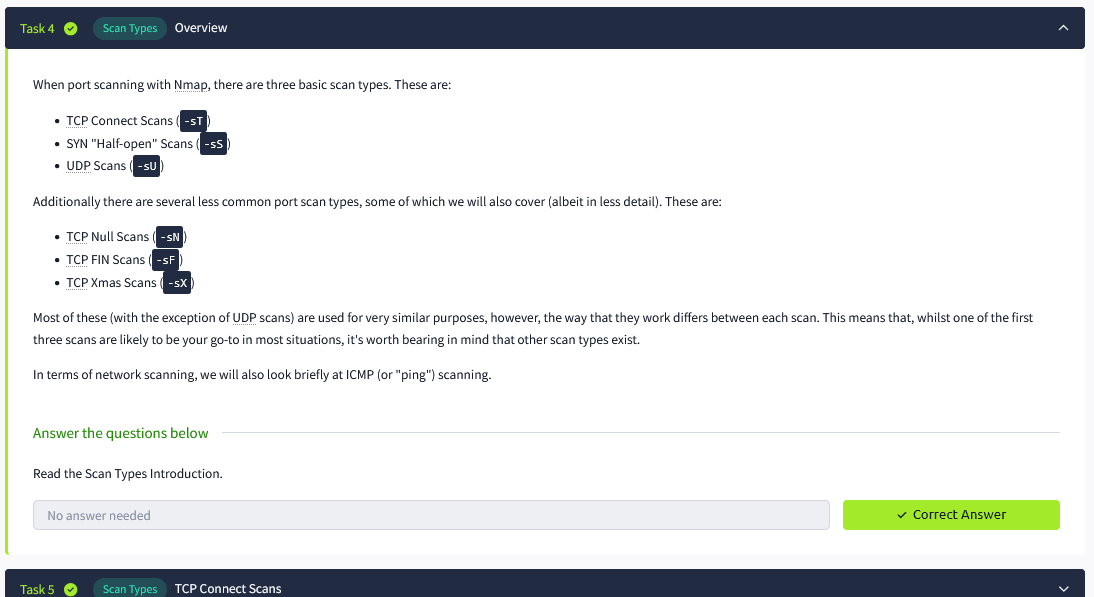 Task 4 Scan Types Overview
When port scanning with Nmap, there are three basic scan types. These are:
• TCP Connect Scans (-sT)
• SYN "Half-open" Scans (-sS)
• UDP Scans (-sU)
Additionally there are several less common port scan types, some of which we will also cover (albeit in less detail). These are:
• TCP Null Scans (-sN)
• TCP FIN Scans (-sF)
• TCP Xmas Scans (-sX)
Most of these (with the exception of UDP scans) are used for very similar purposes, however, the way that they work differs between each scan. This means that, whilst one of the first
three scans are likely to be your go-to in most situations, it's worth bearing in mind that other scan types exist.
In terms of network scanning, we will also look briefly at ICMP (or "ping") scanning.
Answer the questions below
Read the Scan Types Introduction.
No answer needed
✓ Correct Answer
Task 5 Scan Types TCP Connect Scans